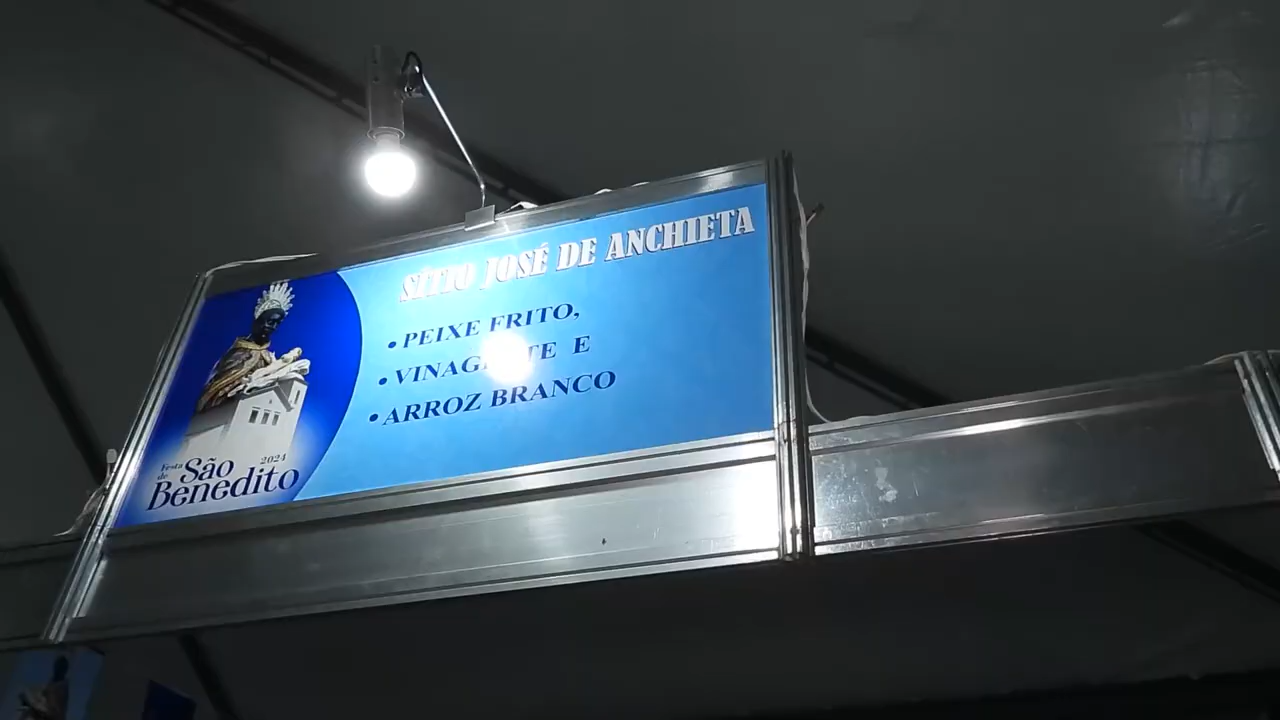 SÍTIO JOSÉ DE ANCHIETA
• PEIXE FRITO,
• E
• ARROZ BRANCO
Festa de São 2024
Benedito